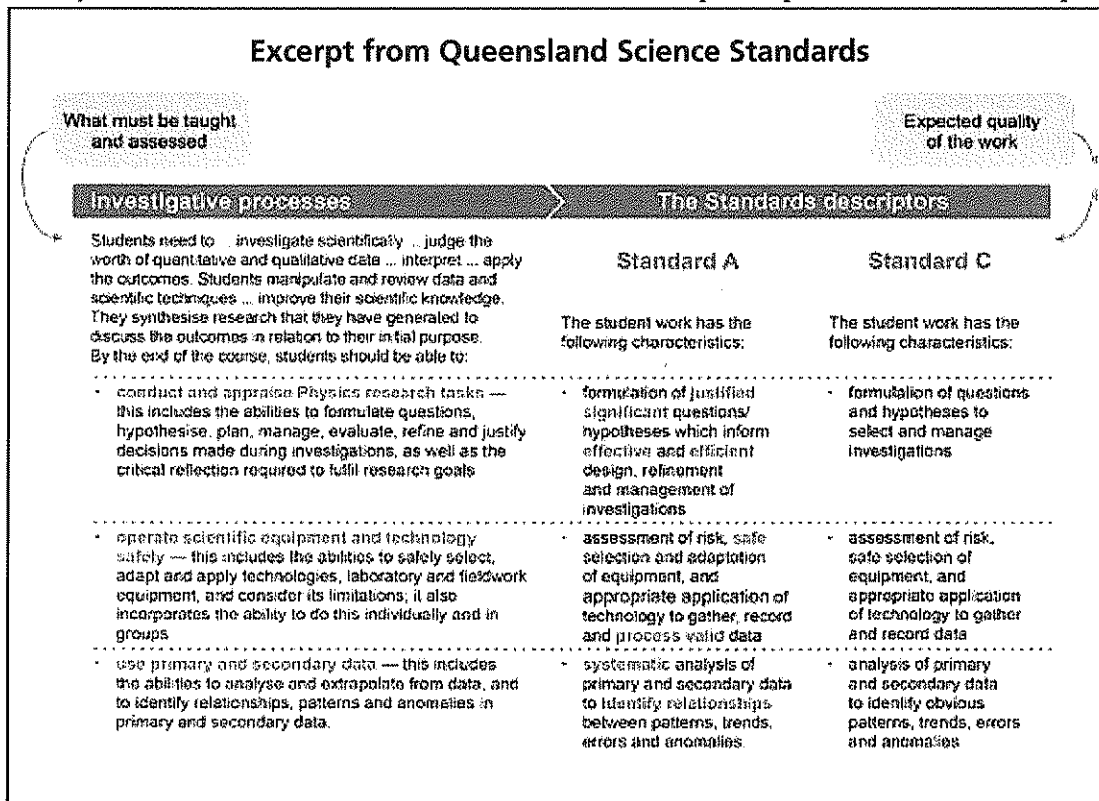 Excerpt from Queensland Science Standards
What must be taught
and assessed
Expected quality
of the work
Investigative processes
The Standards descriptors
Students need to ... investigate scientifically ... judge the
worth of quantitative and qualitative data ... interpret ... apply
the outcomes. Students manipulate and review data and
scientific techniques ... improve their scientific knowledge.
They synthesise research that they have generated to
discuss the outcomes in relation to their initial purpose.
By the end of the course, students should be able to:
Standard A
The student work has the
following characteristics:
Standard C
The student work has the
following characteristics:
• conduct and appraise Physics research tasks —
this includes the abilities to formulate questions,
hypothesise, plan, manage, evaluate, refine and justify
decisions made during investigations, as well as the
critical reflection required to fulfil research goals
• formulation of justified
significant questions/
hypotheses which inform
effective and efficient
design, refinement
and management of
investigations
• formulation of questions
and hypotheses to
select and manage
investigations
• operate scientific equipment and technology
safely — this includes the abilities to safely select,
adapt and apply technologies, laboratory and fieldwork
equipment, and consider its limitations; it also
incorporates the ability to do this individually and in
groups
• assessment of risk, safe
selection and adaptation
of equipment, and
appropriate application of
technology to gather, record
and process valid data
• assessment of risk,
safe selection of
equipment, and
appropriate application
of technology to gather
and record data
• use primary and secondary data — this includes
the abilities to analyse and extrapolate from data, and
to identify relationships, patterns and anomalies in
primary and secondary data.
• systematic analysis of
primary and secondary data
to identify relationships
between patterns, trends,
errors and anomalies.
• analysis of primary
and secondary data
to identify obvious
patterns, trends, errors
and anomalies